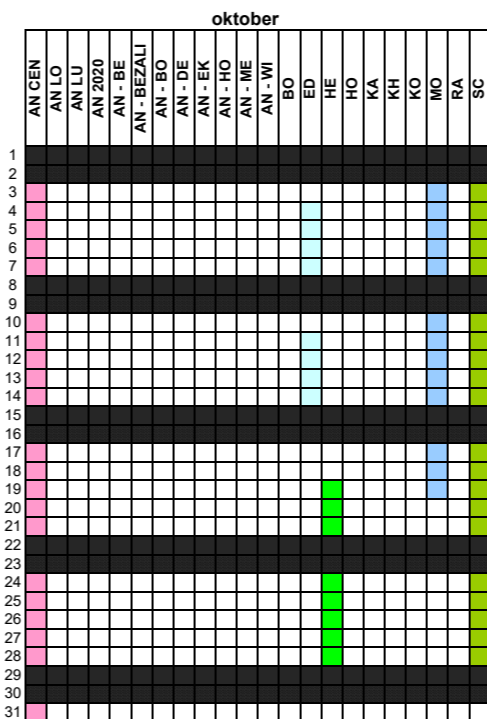 oktober
AN CEN
AN LO
AN LU
AN 2020
AN - BE
AN - BEZALI
AN - BO
AN - DE
AN - EK
AN - HO
AN - ME
AN - WI
BO
ED
HE
HO
KA
KH
KO
MO
RA
SC
1
2
3
4
5
6
7
8
9
10
11
12
13
14
15
16
17
18
19
20
21
22
23
24
25
26
27
28
29
30
31